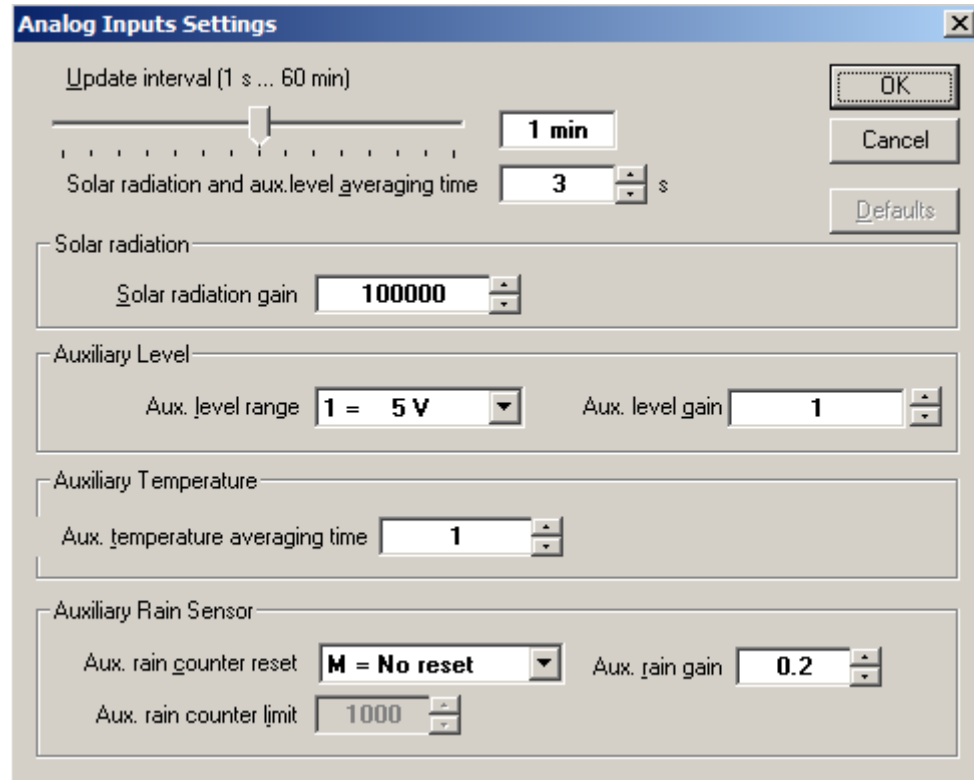 Analog Inputs Settings
Update interval (1 s ... 60 min)
1 min
OK
Cancel
Solar radiation and aux.level averaging time 3 s
Defaults
Solar radiation
Solar radiation gain 100000
Auxiliary Level
Aux. level range 1 = 5 V Aux. level gain 1
Auxiliary Temperature
Aux. temperature averaging time 1
Auxiliary Rain Sensor
Aux. rain counter reset M = No reset Aux. rain gain 0.2
Aux. rain counter limit 1000